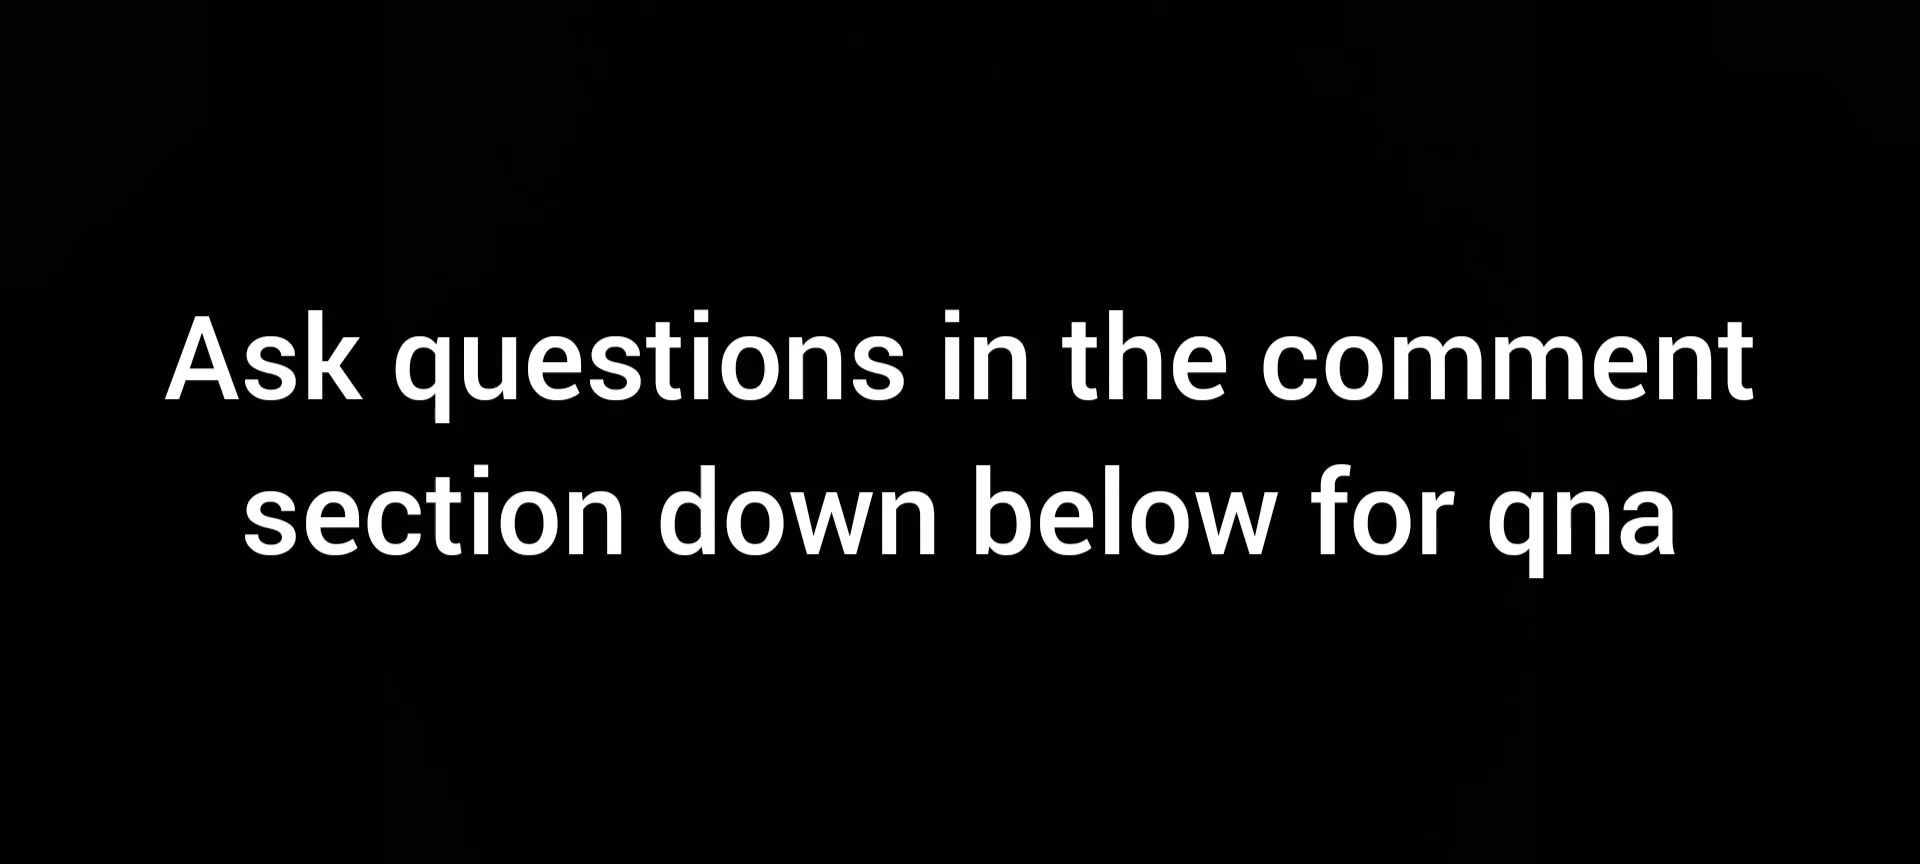 Ask questions in the comment
section down below for qna